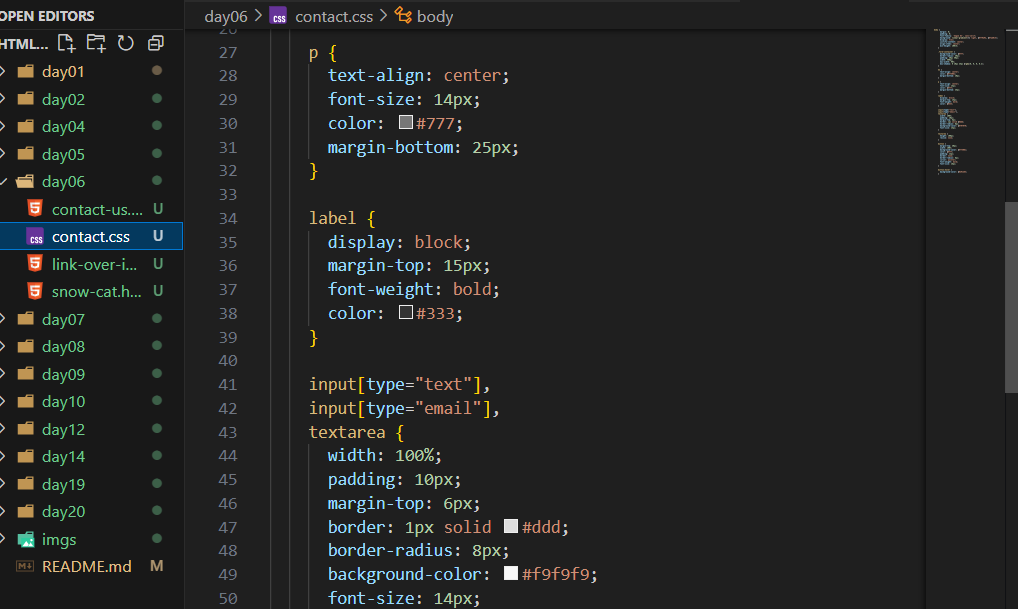 OPEN EDITORS
HTML...
day01
day02
day04
day05
day06
contact-us.... U
contact.css U
link-over-i... U
snow-cat.h... U
day07
day08
day09
day10
day12
day14
day19
day20
imgs
README.md M
day06 > contact.css > body
26
27 p {
28 text-align: center;
29 font-size: 14px;
30 color: #777;
31 margin-bottom: 25px;
32 }
33
34 label {
35 display: block;
36 margin-top: 15px;
37 font-weight: bold;
38 color: #333;
39 }
40
41 input[type="text"],
42 input[type="email"],
43 textarea {
44 width: 100%;
45 padding: 10px;
46 margin-top: 6px;
47 border: 1px solid #ddd;
48 border-radius: 8px;
49 background-color: #f9f9f9;
50 font-size: 14px;